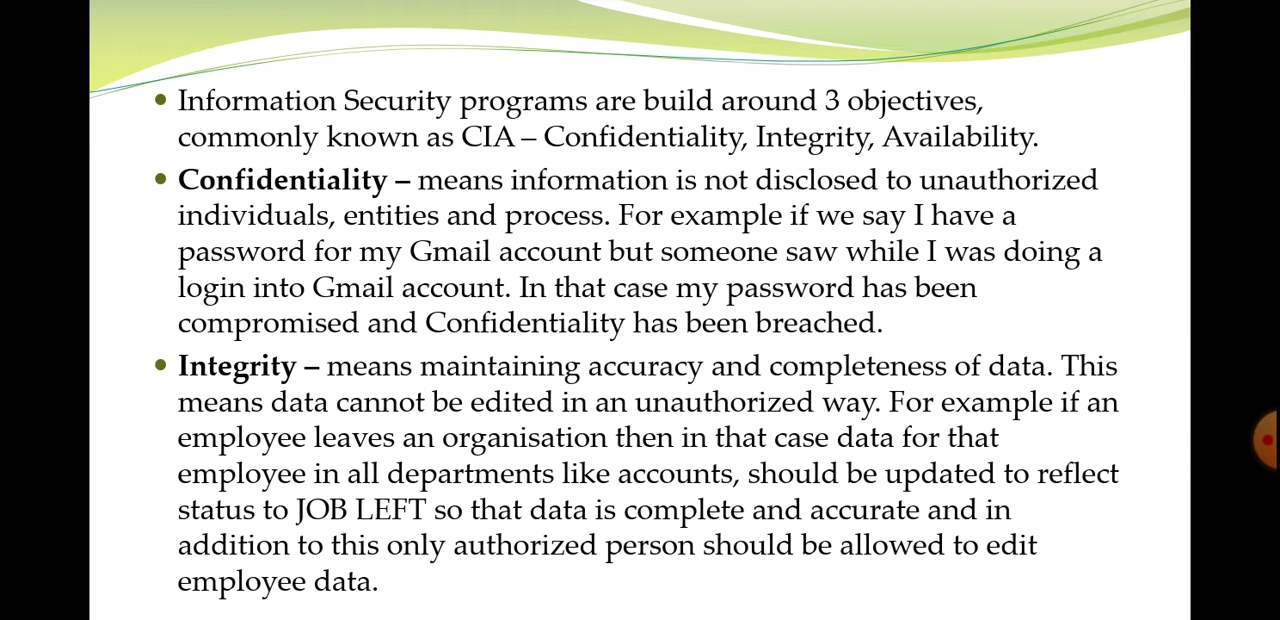 • Information Security programs are build around 3 objectives,
commonly known as CIA – Confidentiality, Integrity, Availability.
• Confidentiality – means information is not disclosed to unauthorized
individuals, entities and process. For example if we say I have a
password for my Gmail account but someone saw while I was doing a
login into Gmail account. In that case my password has been
compromised and Confidentiality has been breached.
• Integrity – means maintaining accuracy and completeness of data. This
means data cannot be edited in an unauthorized way. For example if an
employee leaves an organisation then in that case data for that
employee in all departments like accounts, should be updated to reflect
status to JOB LEFT so that data is complete and accurate and in
addition to this only authorized person should be allowed to edit
employee data.